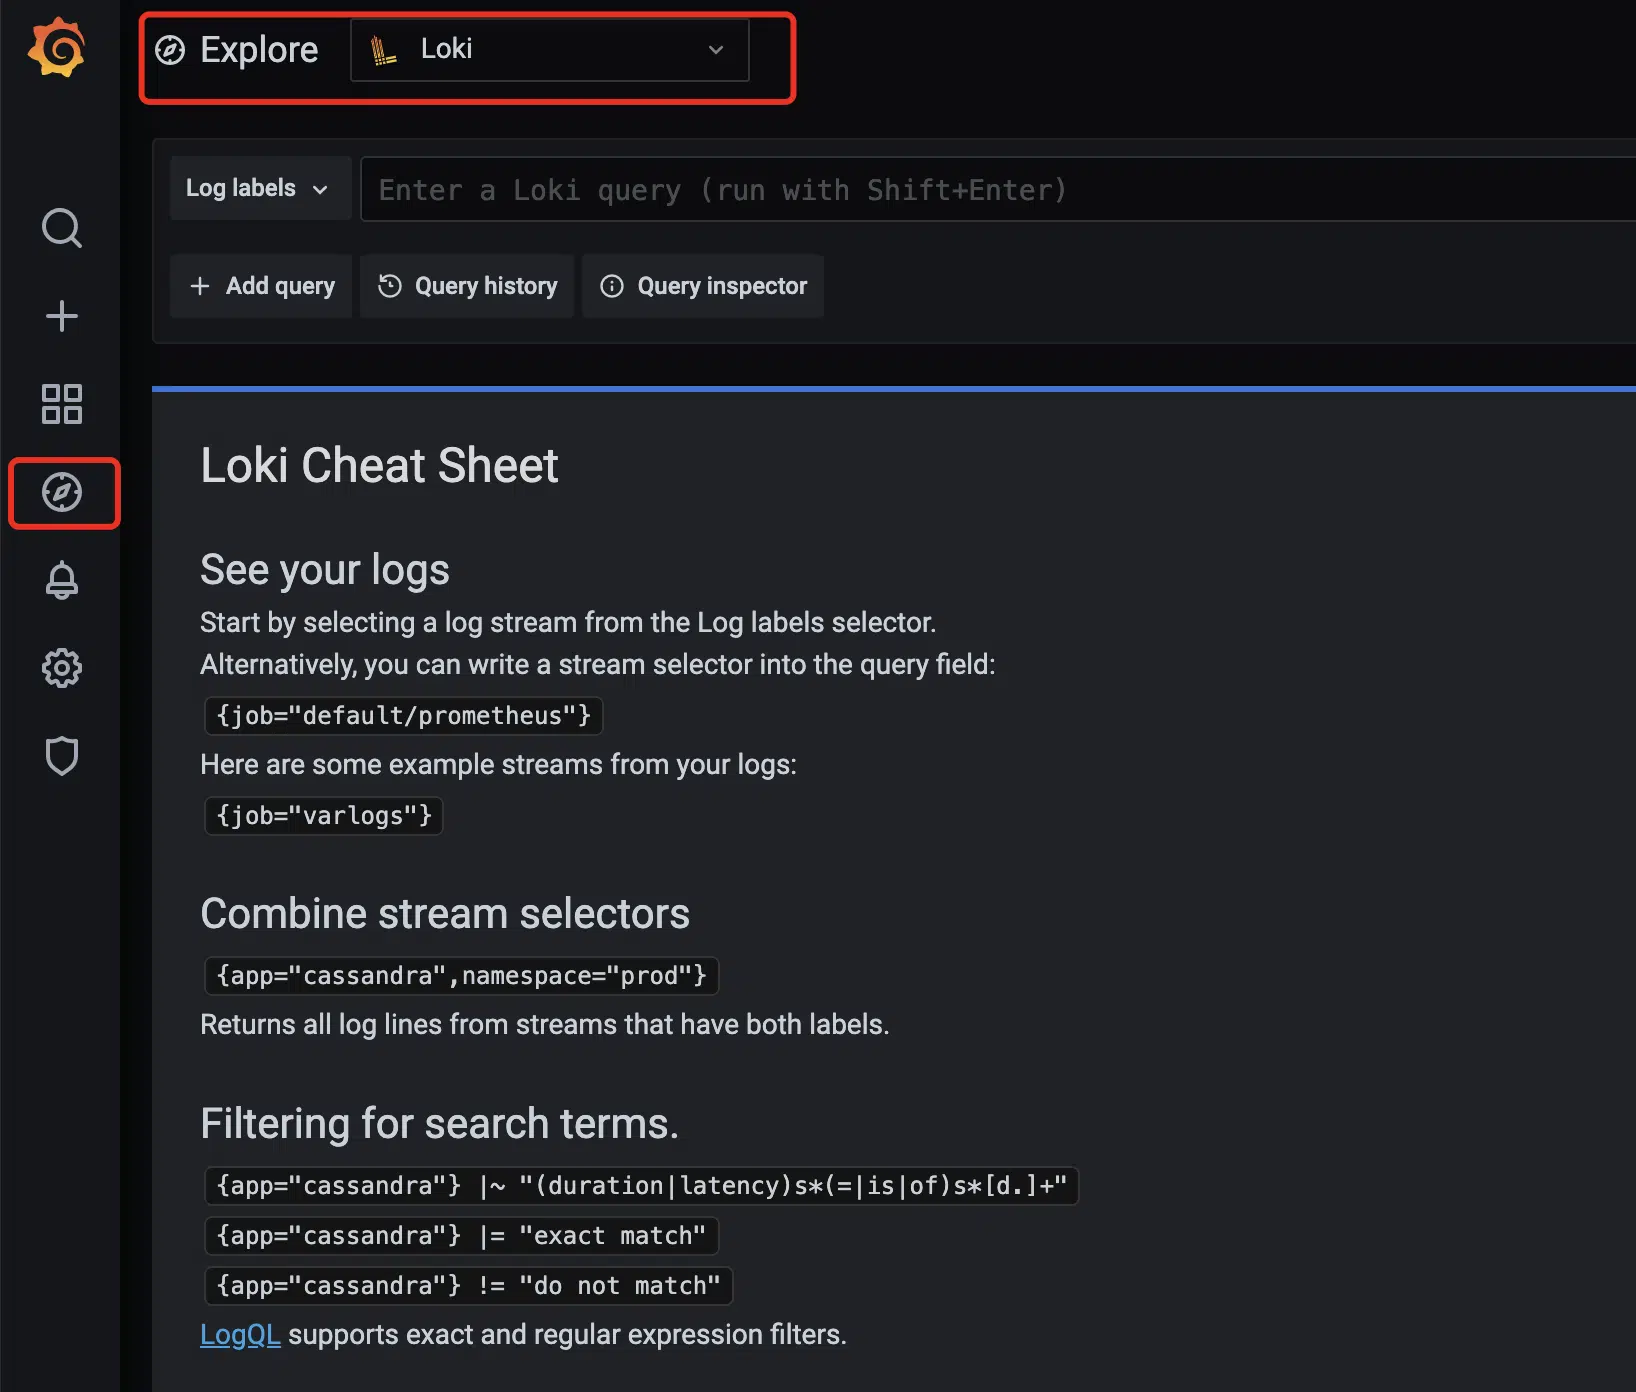 Explore
Loki
Log labels
Enter a Loki query (run with Shift+Enter)
Add query
Query history
Query inspector
Loki Cheat Sheet
See your logs
Start by selecting a log stream from the Log labels selector.
Alternatively, you can write a stream selector into the query field:
{job="default/prometheus"}
Here are some example streams from your logs:
{job="varlogs"}
Combine stream selectors
{app="cassandra",namespace="prod"}
Returns all log lines from streams that have both labels.
Filtering for search terms.
{app="cassandra"} |~ "(duration|latency)s*(=|is|of)s*[d.]+"
{app="cassandra"} |= "exact match"
{app="cassandra"} != "do not match"
LogQL supports exact and regular expression filters.